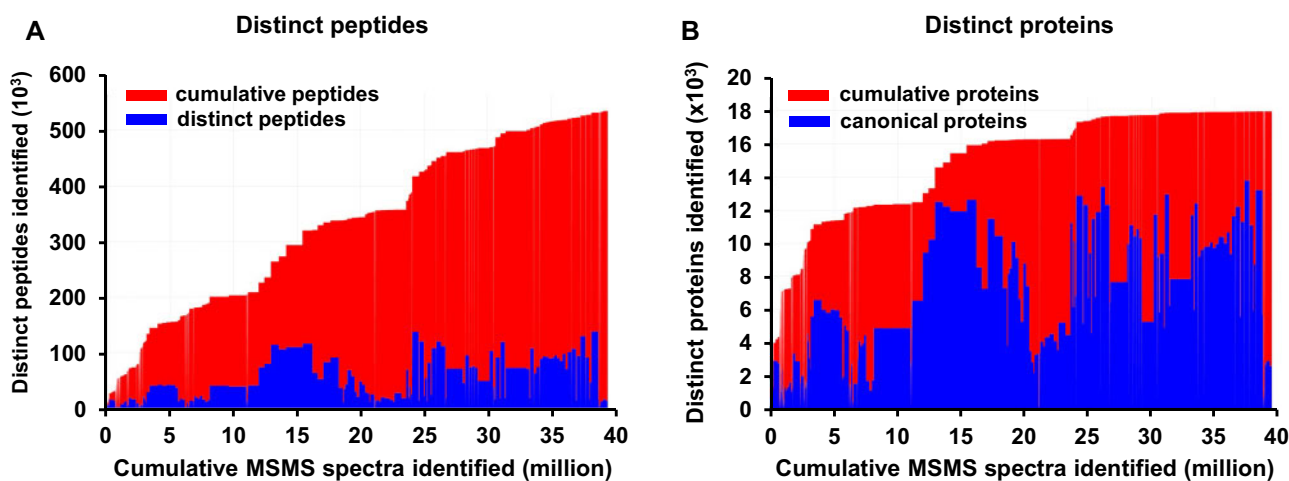 A
Distinct peptides
Distinct peptides identified (10³)
600
500
400
300
200
100
0
cumulative peptides
distinct peptides
0 5 10 15 20 25 30 35 40
Cumulative MSMS spectra identified (million)
B
Distinct proteins
Distinct proteins identified (x10³)
20
18
16
14
12
10
8
6
4
2
0
cumulative proteins
canonical proteins
0 5 10 15 20 25 30 35 40
Cumulative MSMS spectra identified (million)